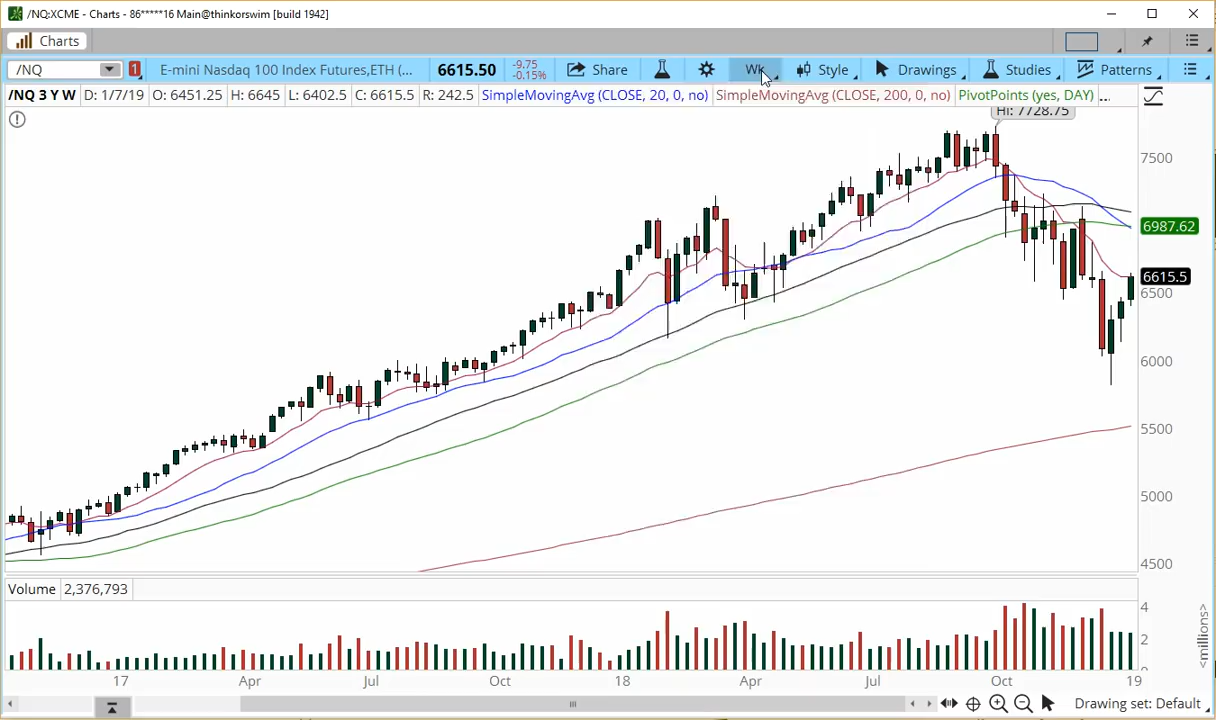 /NQ:XCME - Charts - 86*****16 Main@thinkorswim [build 1942]
Charts
/NQ 1 E-mini Nasdaq 100 Index Futures,ETH (... 6615.50 -9.75 -0.15% Share Wk Style Drawings Studies Patterns
/NQ 3 Y W D: 1/7/19 O: 6451.25 H: 6645 L: 6402.5 C: 6615.5 R: 242.5 SimpleMovingAvg (CLOSE, 20, 0, no) SimpleMovingAvg (CLOSE, 200, 0, no) PivotPoints (yes, DAY) ...
Hi: 7728.75
7500
6987.62
6615.5
6500
6000
5500
5000
4500
Volume 2,376,793
4
2
0
<millions>
17 Apr Jul Oct 18 Apr Jul Oct 19
Drawing set: Default